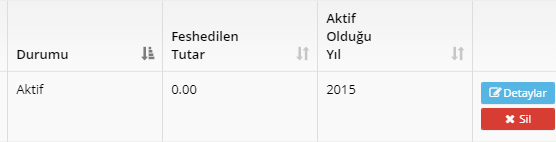 Durumu
Feshedilen
Tutar
Aktif
Olduğu
Yıl
Aktif
0.00
2015
Detaylar
Sil